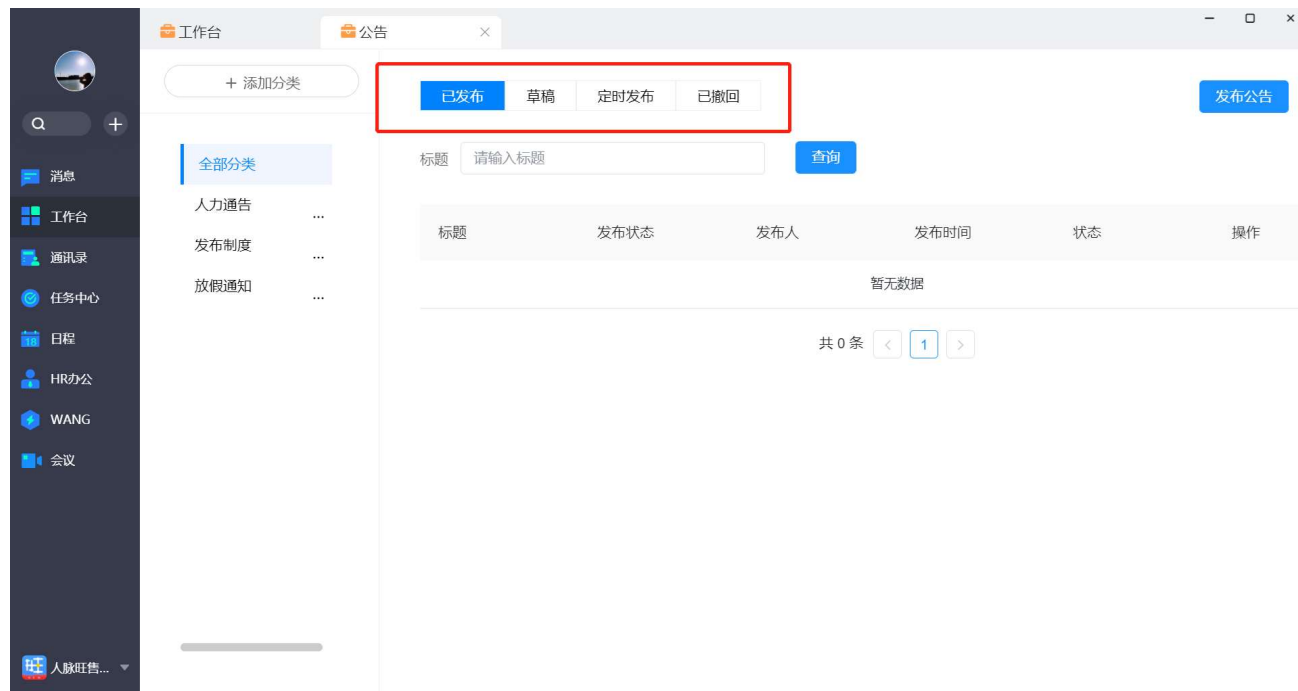 工作台 公告
+ 添加分类
已发布 草稿 定时发布 已撤回
发布公告
标题 请输入标题 查询
消息
工作台
通讯录
任务中心
18 日程
HR办公
WANG
会议
全部分类
人力通告 ...
发布制度 ...
放假通知 ...
标题 发布状态 发布人 发布时间 状态 操作
暂无数据
共 0 条 < 1 >
旺 人脉旺售...